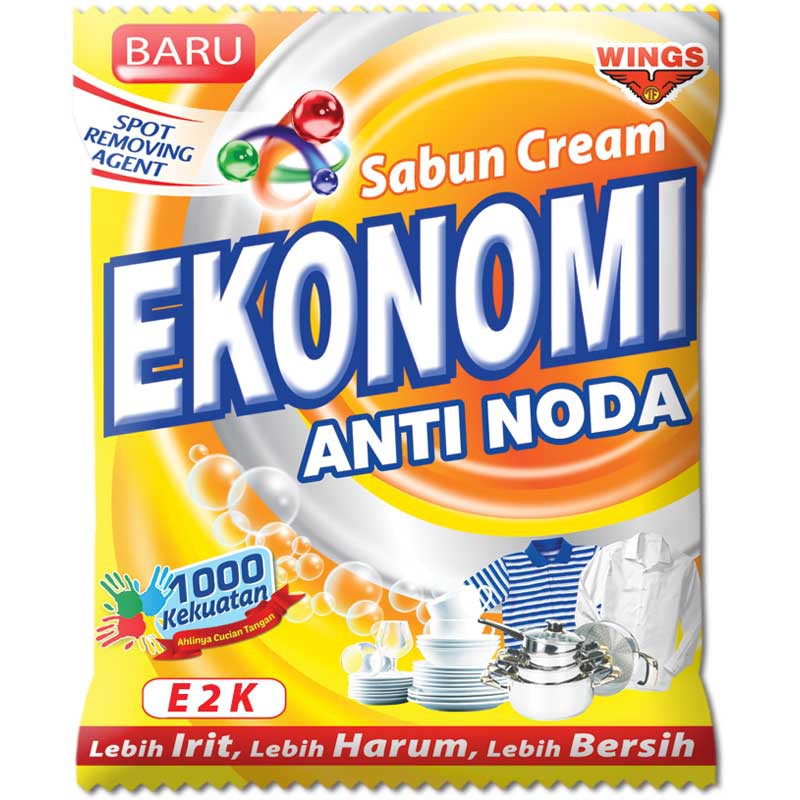 BARU
WINGS
SPOT
REMOVING
AGENT
Sabun Cream
EKONOMI
ANTI NODA
1000
Kekuatan
Ahlinya Cucian Tangan
E 2 K
Lebih Irit, Lebih Harum, Lebih Bersih